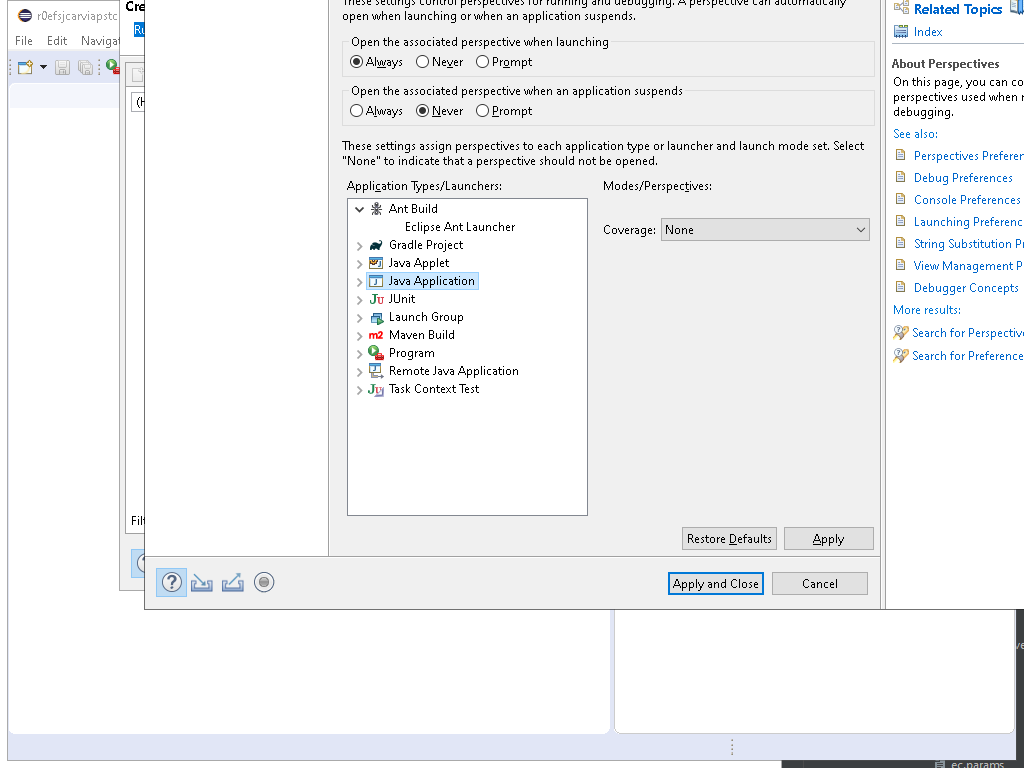 r0efsjcarviapstc
File Edit Navigat
Cre
Ru
Filt
These settings control perspectives for running and debugging. A perspective can automatically
open when launching or when an application suspends.
Open the associated perspective when launching
Always Never Prompt
Open the associated perspective when an application suspends
Always Never Prompt
These settings assign perspectives to each application type or launcher and launch mode set. Select
"None" to indicate that a perspective should not be opened.
Application Types/Launchers:
Modes/Perspectives:
Ant Build
Eclipse Ant Launcher
Gradle Project
Java Applet
Java Application
JUnit
Launch Group
Maven Build
Program
Remote Java Application
Task Context Test
Coverage: None
Restore Defaults Apply
Apply and Close Cancel
Related Topics
Index
About Perspectives
On this page, you can co
perspectives used when r
debugging.
See also:
Perspectives Preferen
Debug Preferences
Console Preferences
Launching Preferenc
String Substitution Pr
View Management P
Debugger Concepts
More results:
Search for Perspective
Search for Preference
ec.params